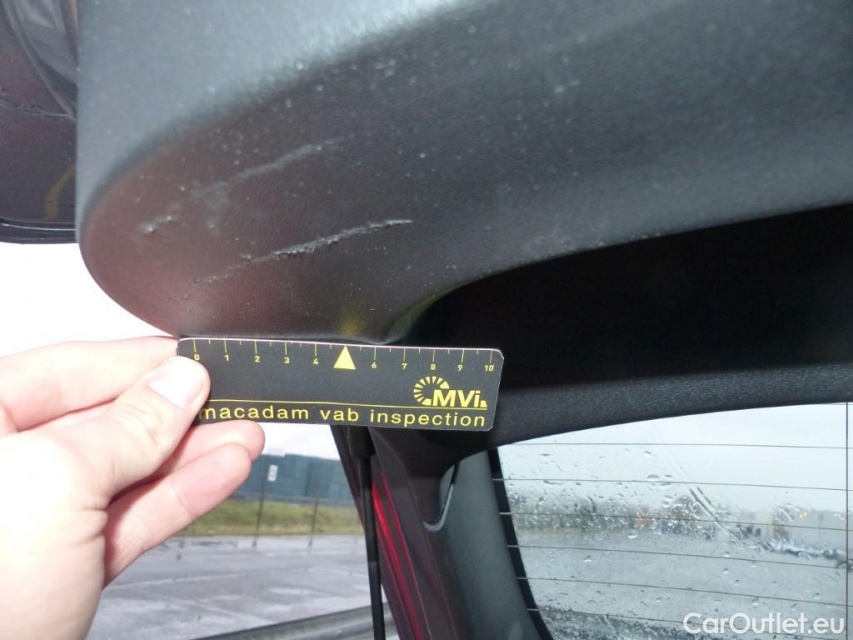 0 1 2 3 4 6 7 8 9 10
MVi
macadam vab inspection
CarOutlet.eu